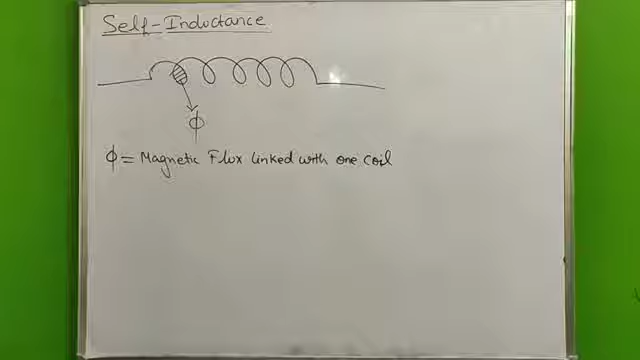 Self-Inductance
ϕ
ϕ = Magnetic Flux linked with one coil